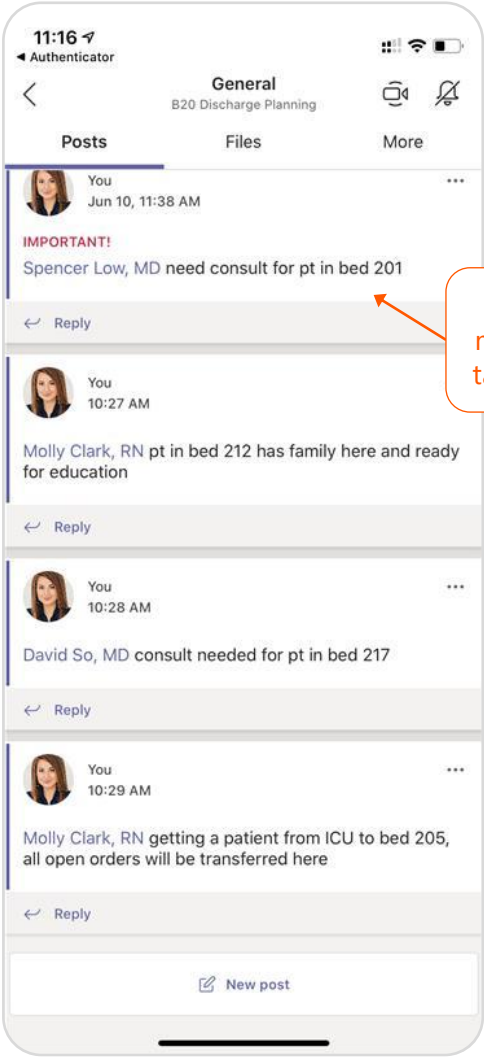 11:16
◄ Authenticator
General
B20 Discharge Planning
Posts
Files
More
You
Jun 10, 11:38 AM
IMPORTANT!
Spencer Low, MD need consult for pt in bed 201
Reply
You
10:27 AM
Molly Clark, RN pt in bed 212 has family here and ready
for education
Reply
You
10:28 AM
David So, MD consult needed for pt in bed 217
Reply
You
10:29 AM
Molly Clark, RN getting a patient from ICU to bed 205,
all open orders will be transferred here
Reply
New post